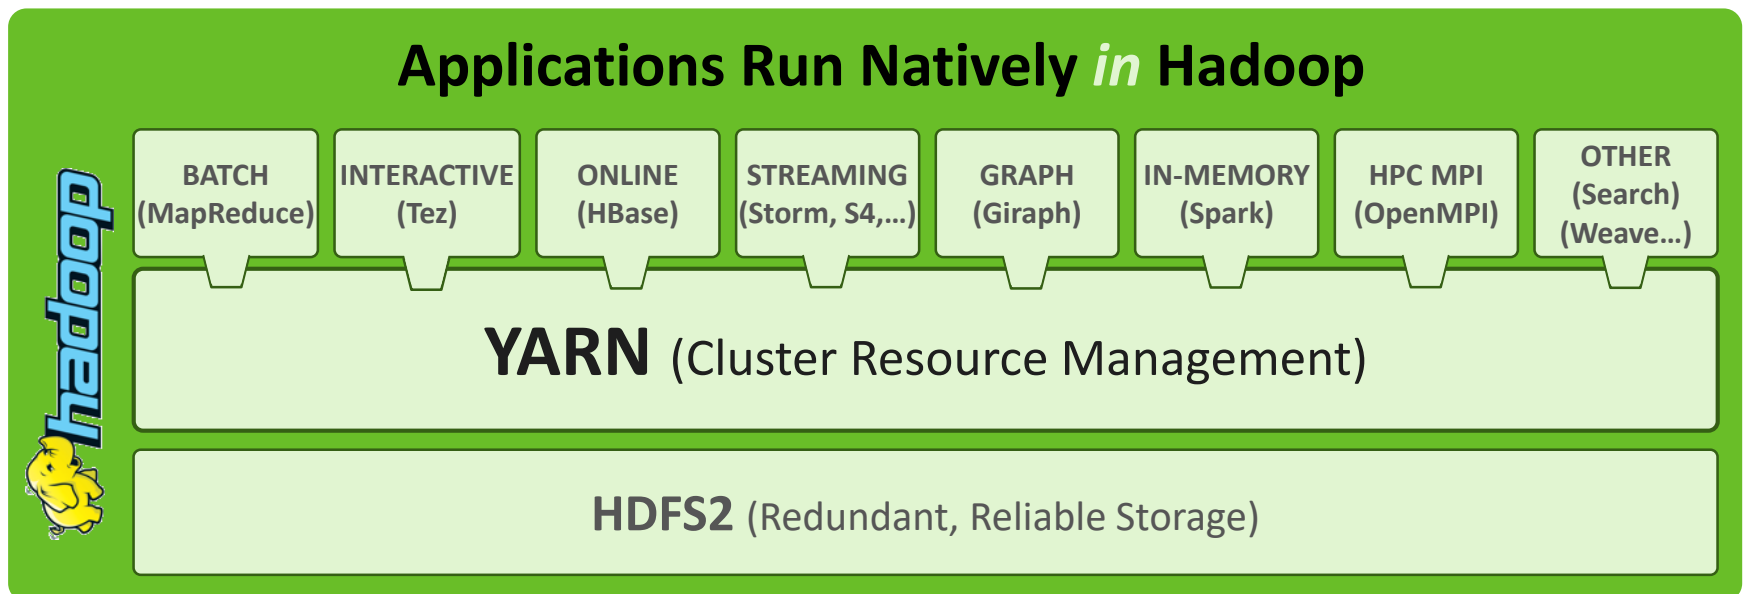 Applications Run Natively in Hadoop
BATCH
(MapReduce)
INTERACTIVE
(Tez)
ONLINE
(HBase)
STREAMING
(Storm, S4,...)
GRAPH
(Giraph)
IN-MEMORY
(Spark)
HPC MPI
(OpenMPI)
OTHER
(Search)
(Weave...)
hadoop
YARN (Cluster Resource Management)
HDFS2 (Redundant, Reliable Storage)